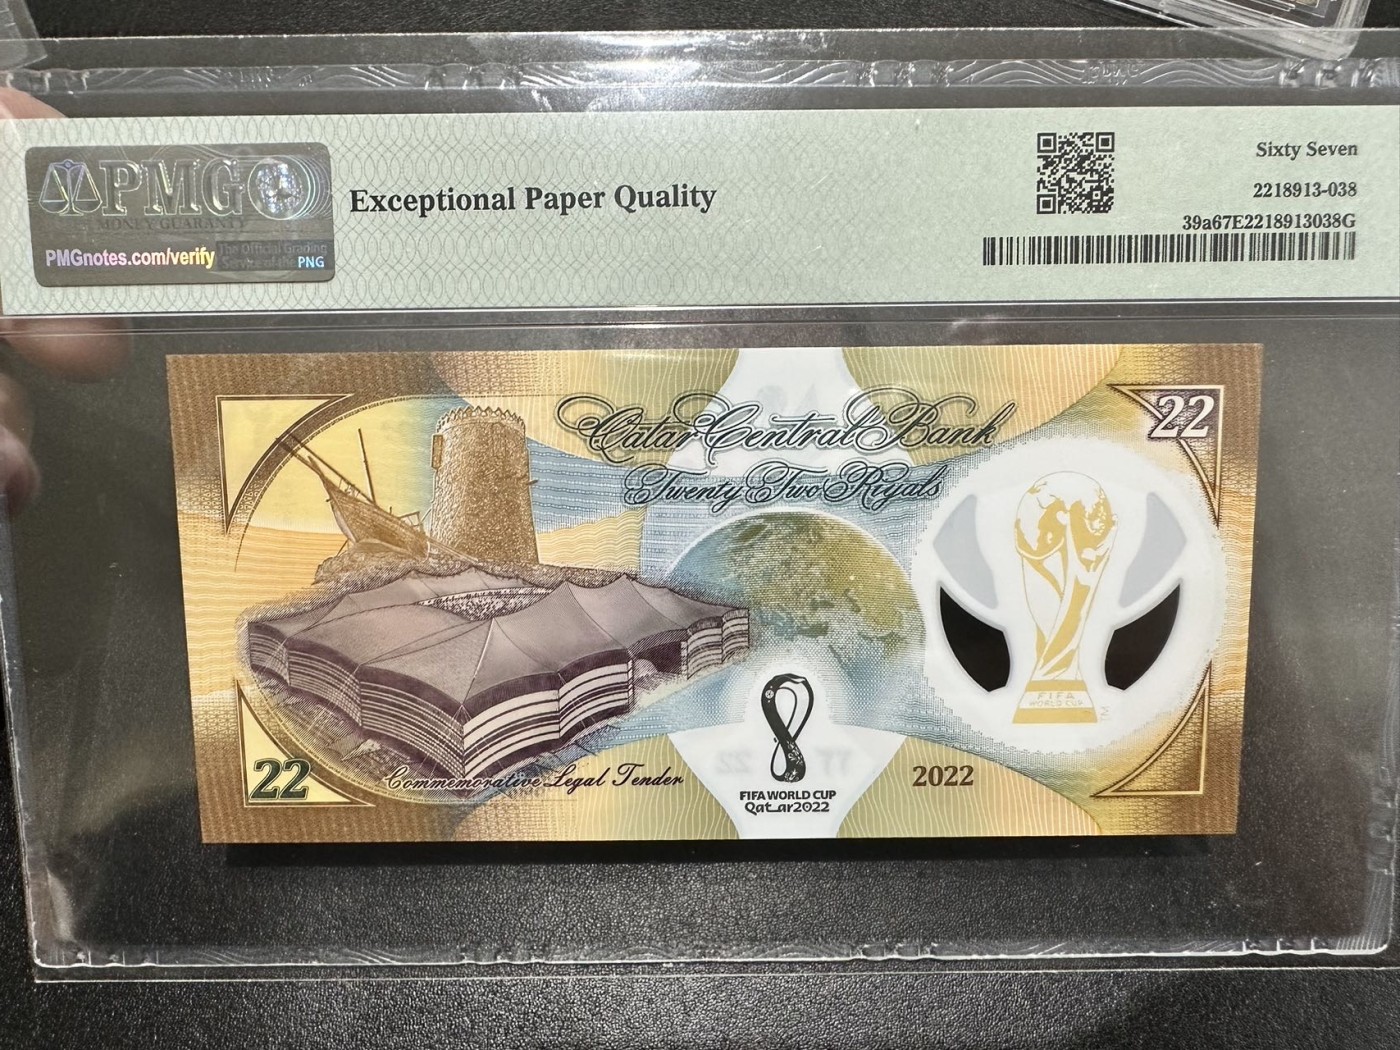 PMG
MONEY GUARANTY
PMGnotes.com/verify
The Official Grading
Service of the PNG
Exceptional Paper Quality
Sixty Seven
2218913-038
39a67E2218913038G
Qatar Central Bank
Twenty Two Riyals
22
FIFA
WORLD CUP
TM
22
Commemorative Legal Tender
FIFA WORLD CUP
Qatar2022
2022